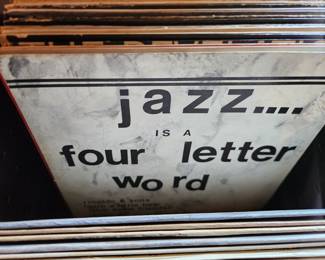 jazz....
IS A
four letter
word